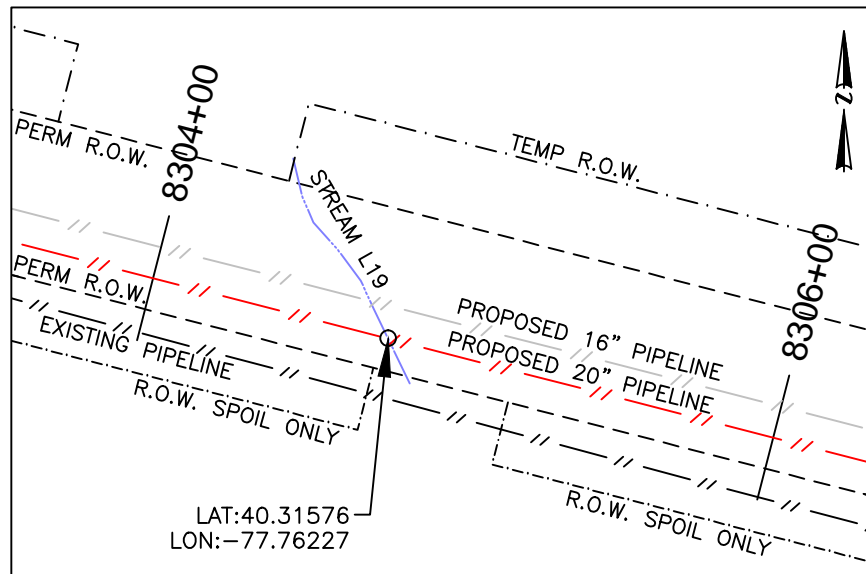 PERM R.O.W.
8304+00
TEMP R.O.W.
N
STREAM L19
PERM R.O.W.
8306+00
EXISTING PIPELINE
PROPOSED 16” PIPELINE
PROPOSED 20” PIPELINE
R.O.W. SPOIL ONLY
R.O.W. SPOIL ONLY
LAT:40.31576
LON:−77.76227